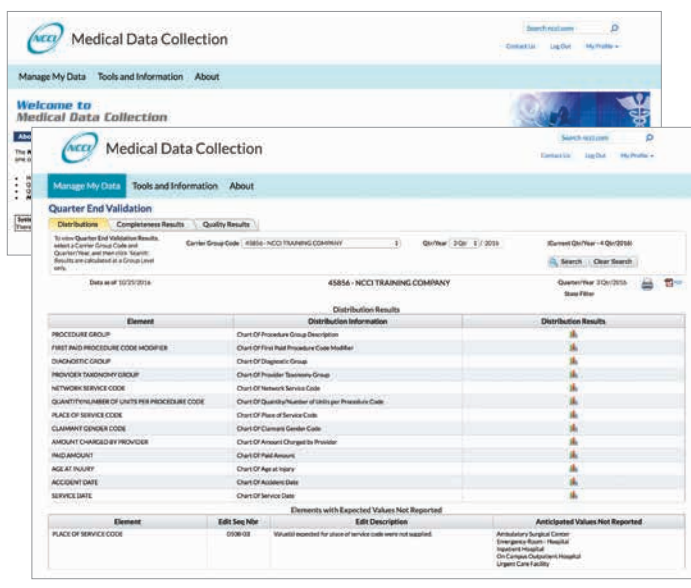 NCCI
Medical Data Collection
Search ncci.com
Contact Us Log Out My Profile
Manage My Data Tools and Information About
Welcome to
Medical Data Collection
NCCI
Medical Data Collection
Search ncci.com
Contact Us Log Out My Profile
Manage My Data Tools and Information About
Quarter End Validation
Distributions Completeness Results Quality Results
To view Quarter End Validation Results,
select a Carrier Group Code and
Quarter/Year, and then click 'Search'.
Results are calculated at a Group Level
only.
Carrier Group Code 45856 - NCCI TRAINING COMPANY Qtr/Year 3 Qtr / 2016 (Current Qtr/Year - 4 Qtr/2016)
Search Clear Search
Data as of 10/25/2016 45856 - NCCI TRAINING COMPANY Quarter/Year 3 Qtr/2016
State Filter
Distribution Results
Element Distribution Information Distribution Results
PROCEDURE GROUP Chart Of Procedure Group Description
FIRST PAID PROCEDURE CODE MODIFIER Chart Of First Paid Procedure Code Modifier
DIAGNOSTIC GROUP Chart Of Diagnostic Group
PROVIDER TAXONOMY GROUP Chart Of Provider Taxonomy Group
NETWORK SERVICE CODE Chart Of Network Service Code
QUANTITY/NUMBER OF UNITS PER PROCEDURE CODE Chart Of Quantity/Number of Units per Procedure Code
PLACE OF SERVICE CODE Chart Of Place of Service Code
CLAIMANT GENDER CODE Chart Of Claimant Gender Code
AMOUNT CHARGED BY PROVIDER Chart Of Amount Charged by Provider
PAID AMOUNT Chart Of Paid Amount
AGE AT INJURY Chart Of Age at Injury
ACCIDENT DATE Chart Of Accident Date
SERVICE DATE Chart Of Service Date
Elements with Expected Values Not Reported
Element Edit Seq Nbr Edit Description Anticipated Values Not Reported
PLACE OF SERVICE CODE 0508-03 Value(s) expected for place of service code were not supplied. Ambulatory Surgical Center
Emergency Room - Hospital
Inpatient Hospital
On Campus Outpatient Hospital
Urgent Care Facility